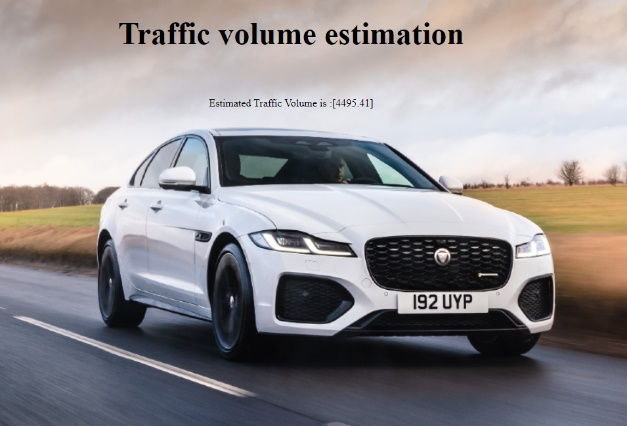 Traffic volume estimation
Estimated Traffic Volume is :[4495.41]
192 UYP